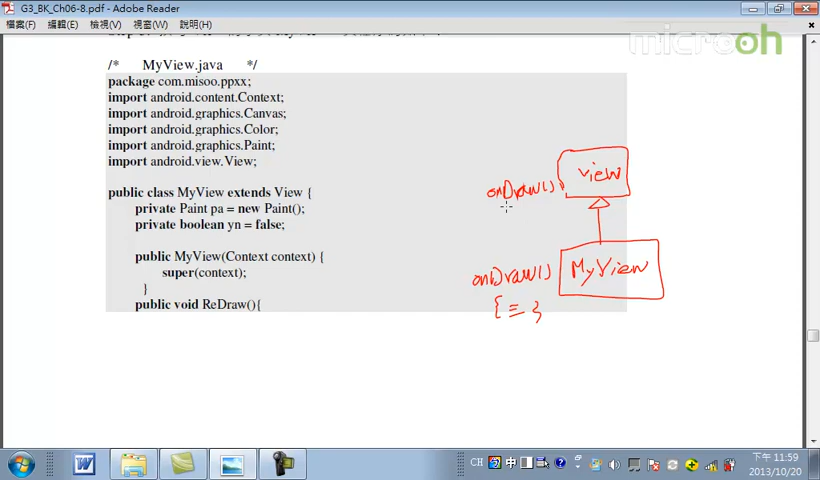 G3_BK_Ch06-8.pdf - Adobe Reader
檔案(F) 編輯(E) 檢視(V) 視窗(W) 說明(H)
microoh
/* MyView.java */
package com.misoo.ppxx;
import android.content.Context;
import android.graphics.Canvas;
import android.graphics.Color;
import android.graphics.Paint;
import android.view.View;
public class MyView extends View {
private Paint pa = new Paint();
private boolean yn = false;
public MyView(Context context) {
super(context);
}
public void ReDraw(){
view
onDraw()
MyView
onDraw()
{ = }
CH 中
下午 11:59
2013/10/20